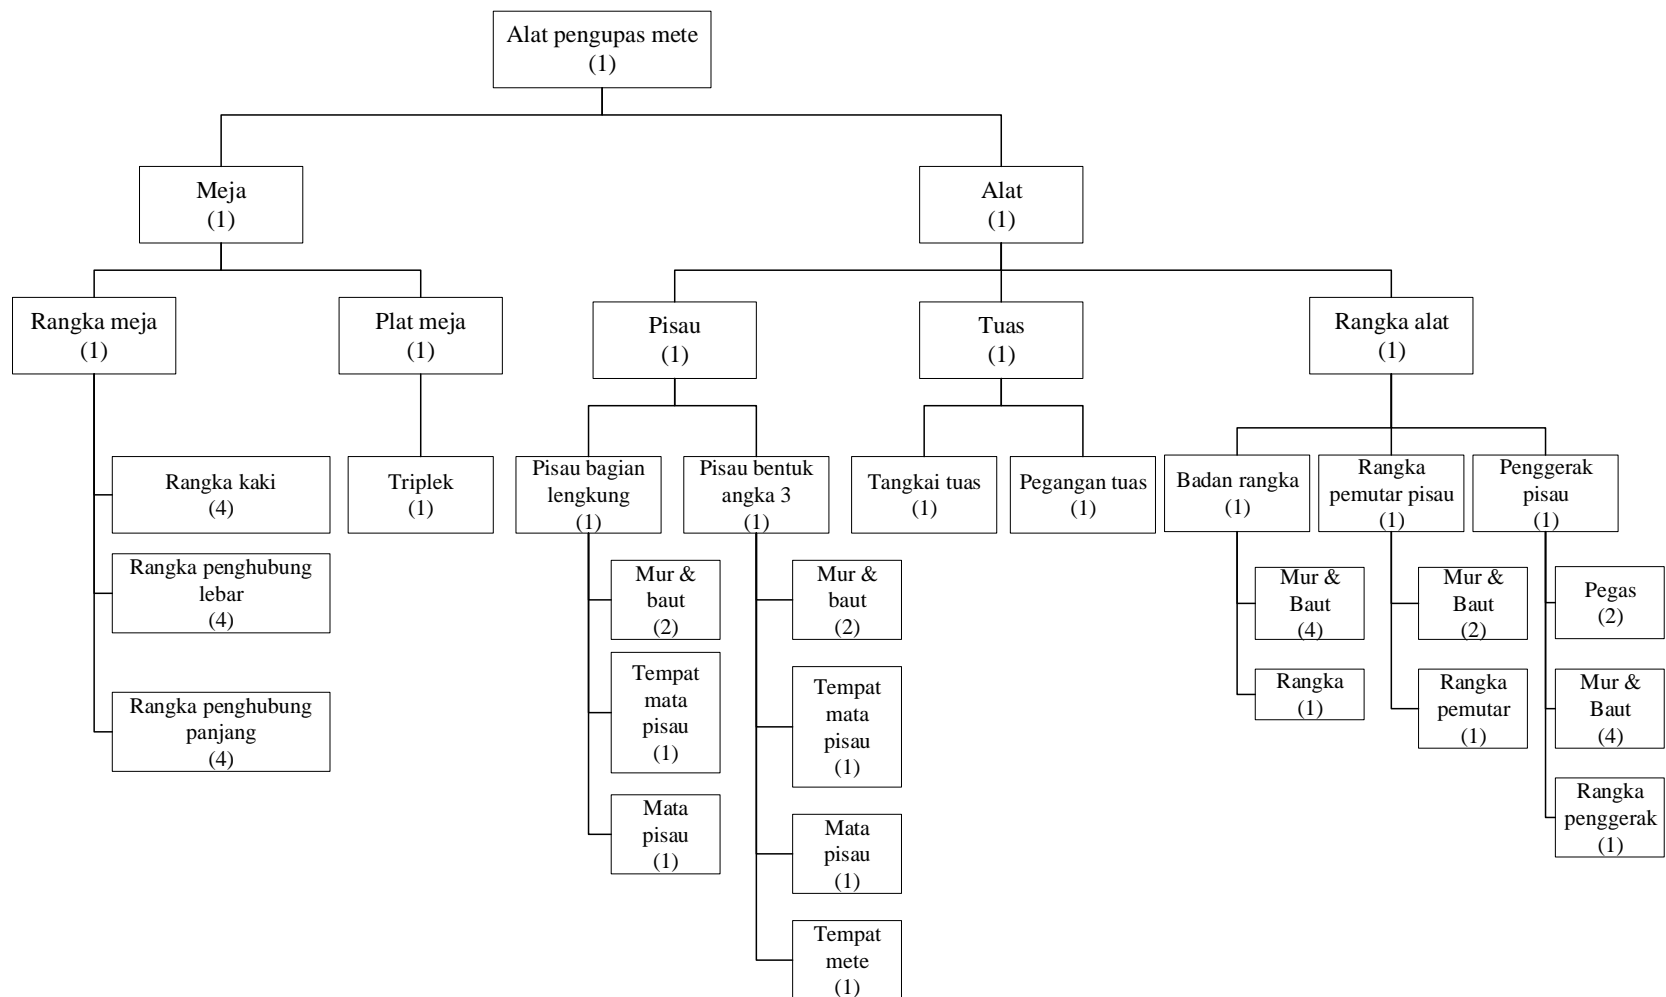 Alat pengupas mete
(1)
Meja
(1)
Alat
(1)
Rangka meja
(1)
Plat meja
(1)
Pisau
(1)
Tuas
(1)
Rangka alat
(1)
Rangka kaki
(4)
Rangka penghubung
lebar
(4)
Rangka penghubung
panjang
(4)
Triplek
(1)
Pisau bagian
lengkung
(1)
Mur &
baut
(2)
Tempat
mata
pisau
(1)
Mata
pisau
(1)
Pisau bentuk
angka 3
(1)
Mur &
baut
(2)
Tempat
mata
pisau
(1)
Mata
pisau
(1)
Tempat
mete
(1)
Tangkai tuas
(1)
Pegangan tuas
(1)
Badan rangka
(1)
Mur &
Baut
(4)
Rangka
(1)
Rangka
pemutar pisau
(1)
Mur &
Baut
(2)
Rangka
pemutar
(1)
Penggerak
pisau
(1)
Pegas
(2)
Mur &
Baut
(4)
Rangka
penggerak
(1)